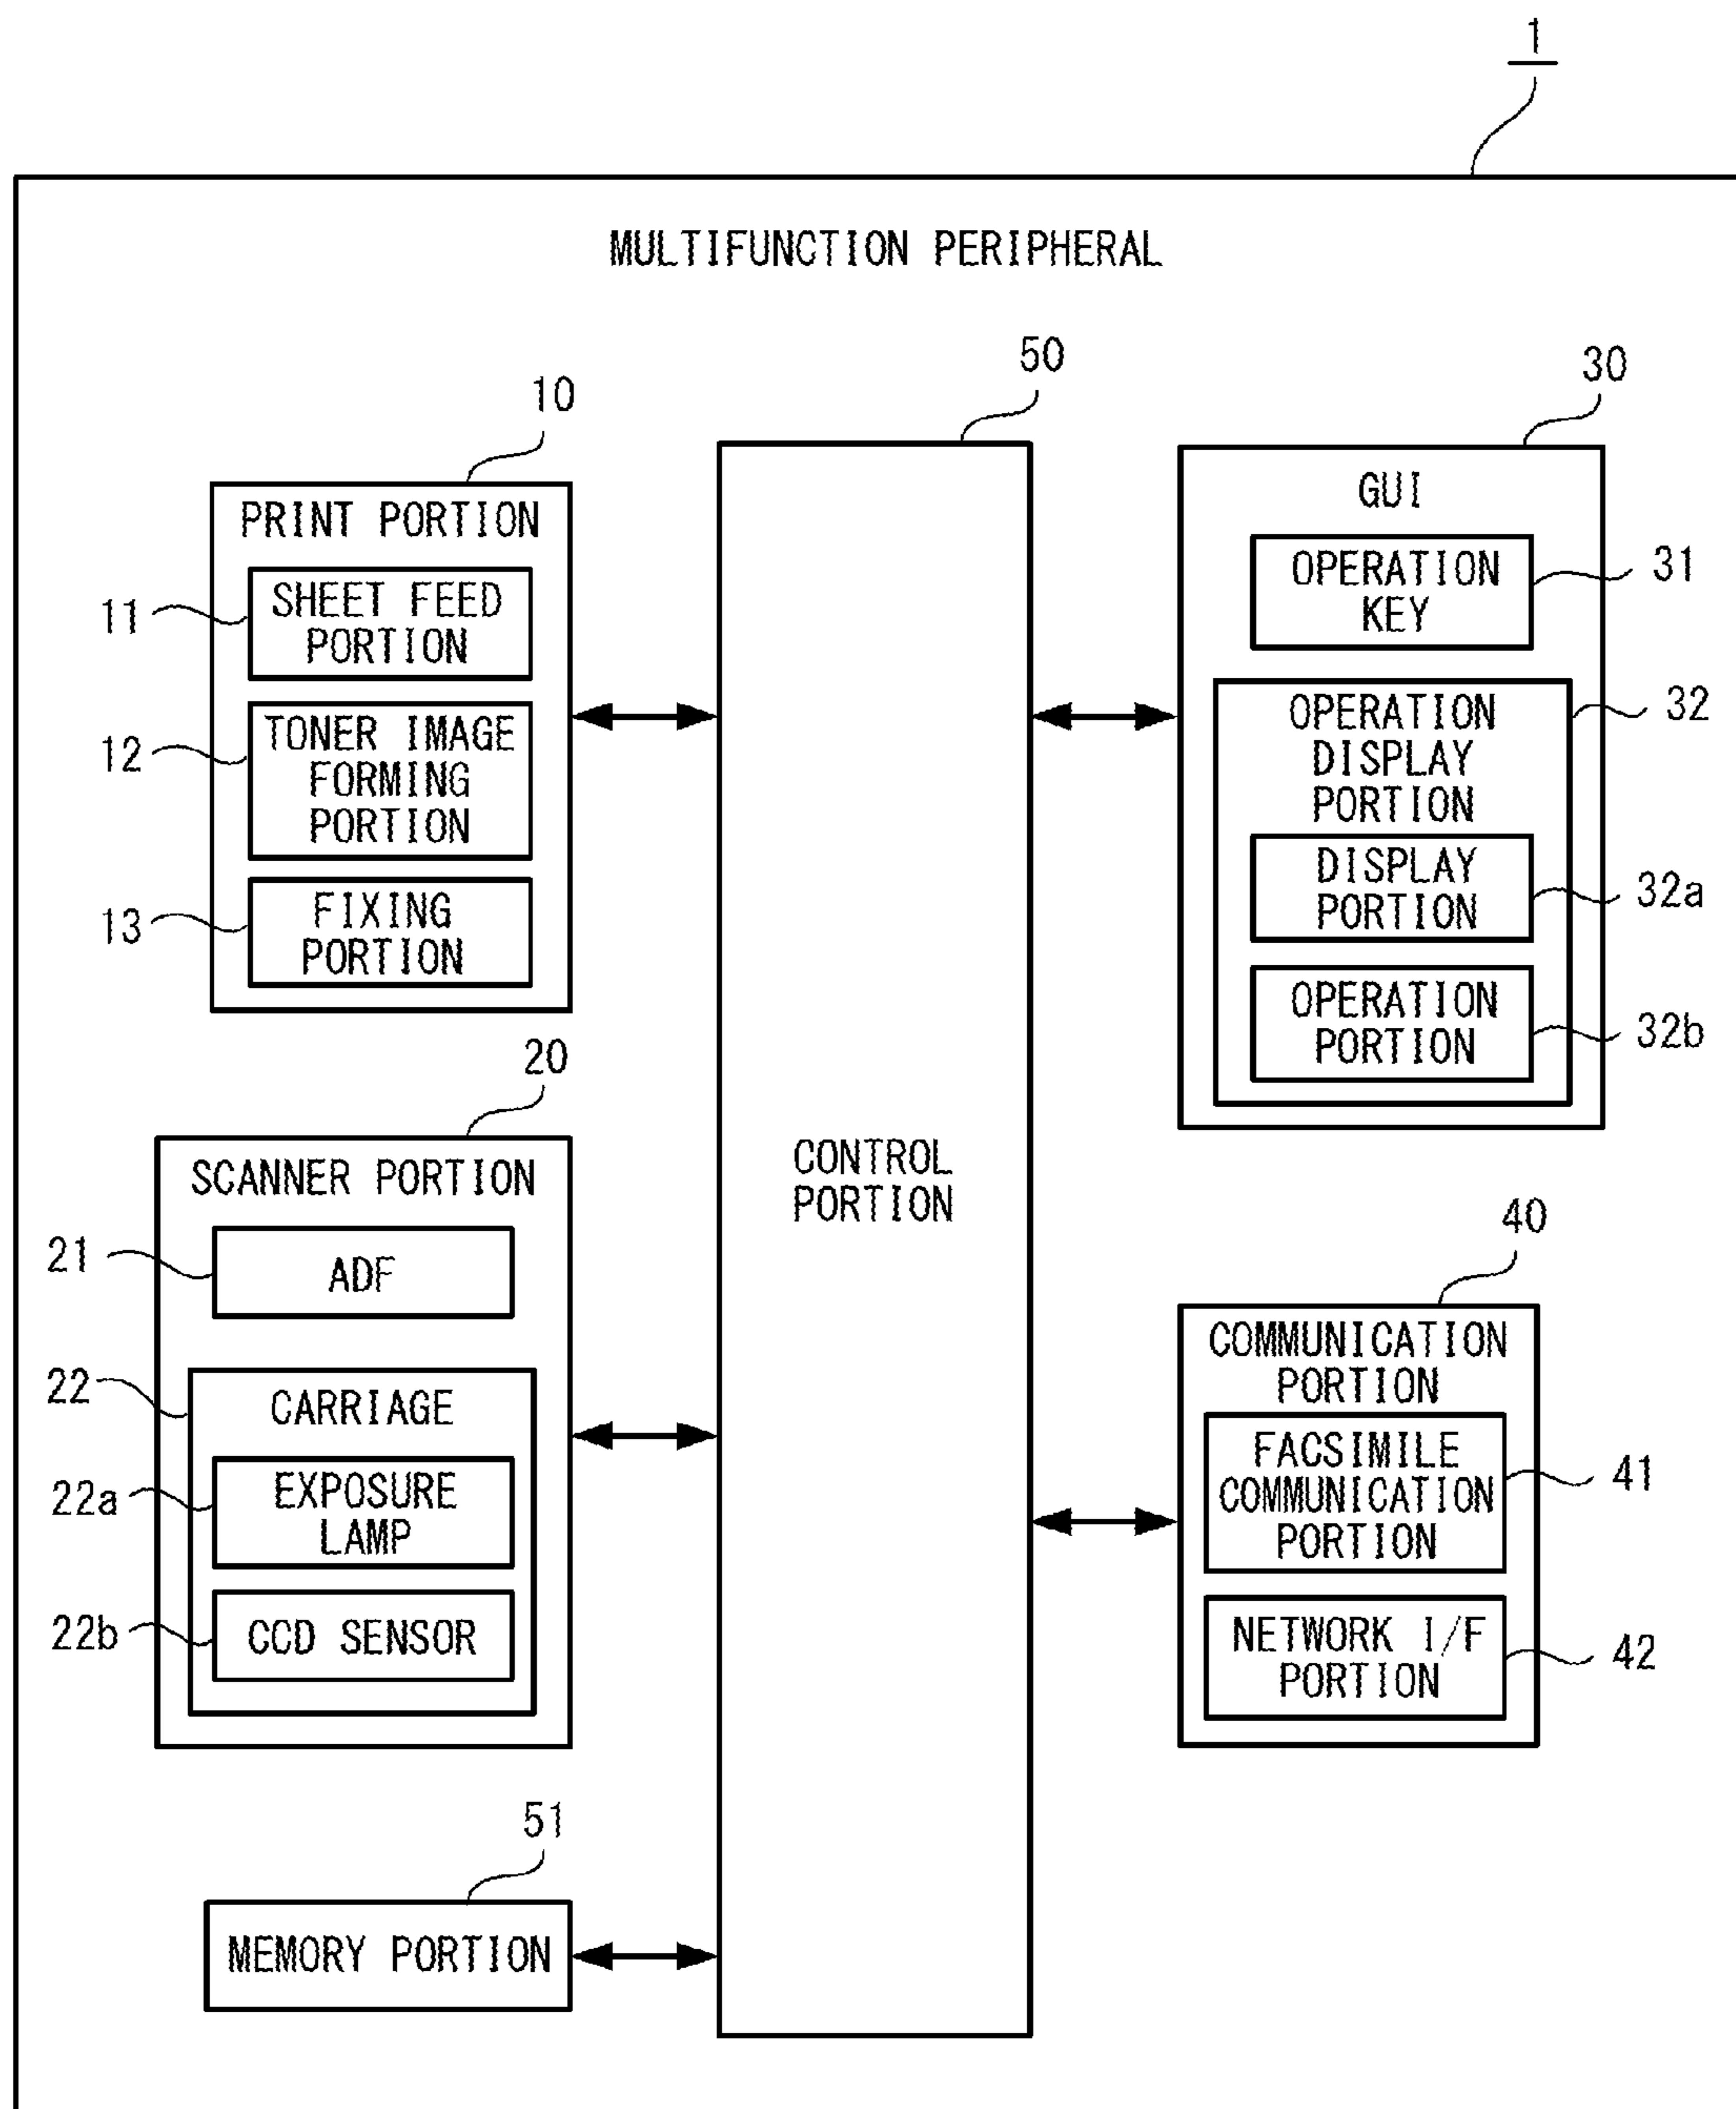 1
MULTIFUNCTION PERIPHERAL
10
PRINT PORTION
11
SHEET FEED
PORTION
12
TONER IMAGE
FORMING
PORTION
13
FIXING
PORTION
20
SCANNER PORTION
21
ADF
22
CARRIAGE
22a
EXPOSURE
LAMP
22b
CCD SENSOR
51
MEMORY PORTION
50
CONTROL
PORTION
30
GUI
OPERATION
KEY
31
OPERATION
DISPLAY
PORTION
32
DISPLAY
PORTION
32a
OPERATION
PORTION
32b
40
COMMUNICATION
PORTION
FACSIMILE
COMMUNICATION
PORTION
41
NETWORK I/F
PORTION
42